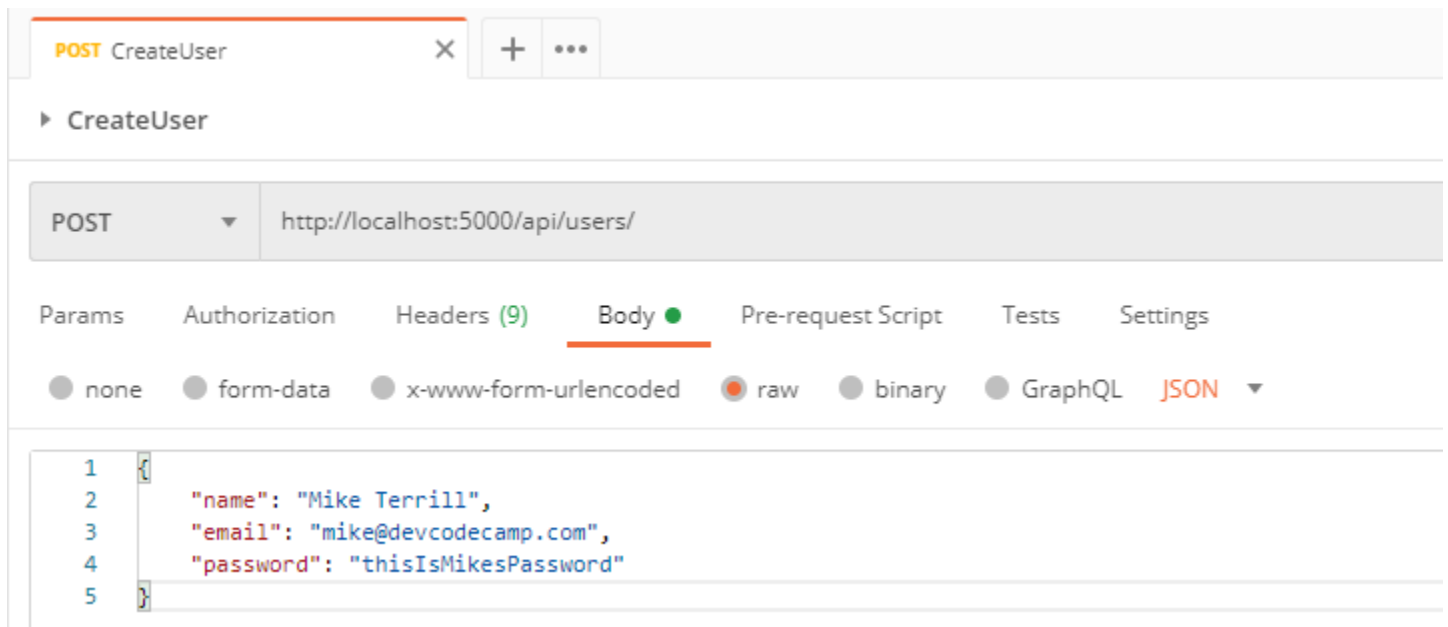 POST CreateUser
CreateUser
POST http://localhost:5000/api/users/
Params Authorization Headers (9) Body Pre-request Script Tests Settings
none form-data x-www-form-urlencoded raw binary GraphQL JSON
1 {
2 "name": "Mike Terrill",
3 "email": "mike@devcodecamp.com",
4 "password": "thisIsMikesPassword"
5 }